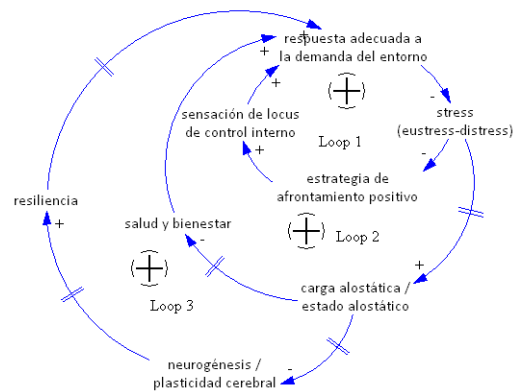 respuesta adecuada a
la demanda del entorno
+
+
+
(+)
-
stress
(eustress-distress)
sensación de locus
de control interno
Loop 1
+
-
estrategia de
afrontamiento positivo
resiliencia
+
salud y bienestar
-
(+)
Loop 2
(+)
Loop 3
+
carga alostática /
estado alostático
neurogénesis /
plasticidad cerebral
-